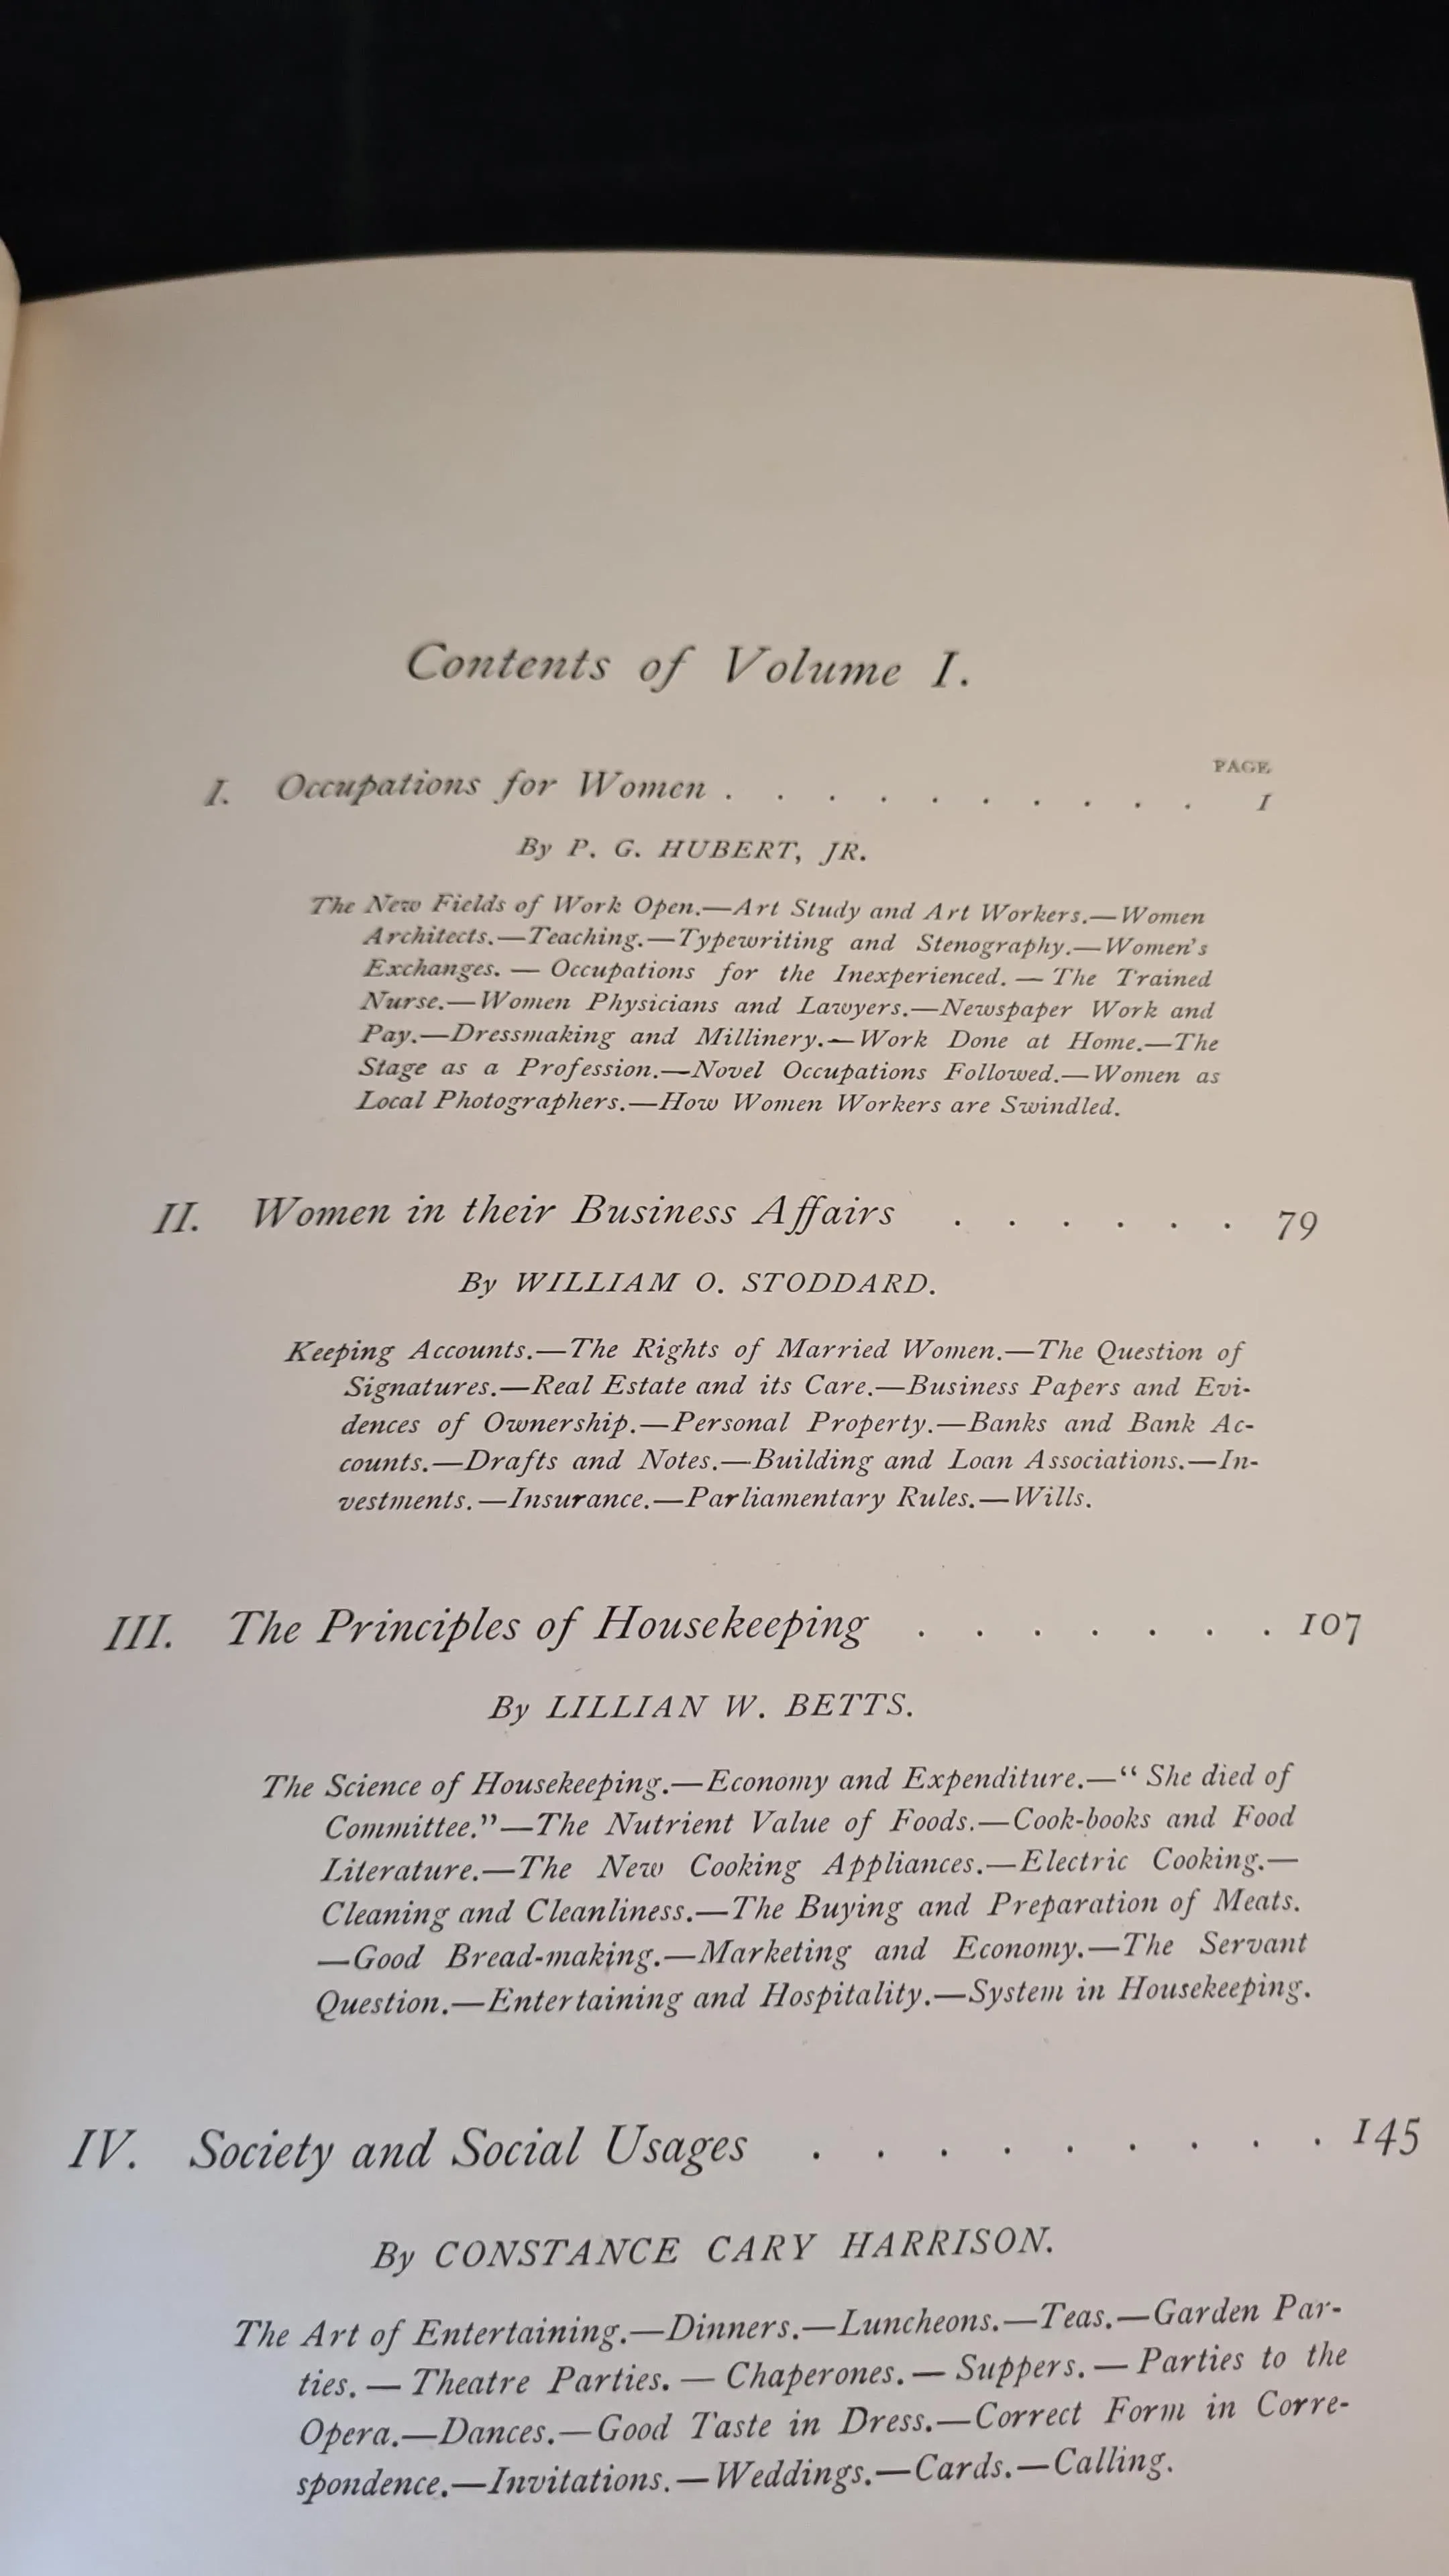 Contents of Volume I.
PAGE
I. Occupations for Women . . . . . . . . . . 1
By P. G. HUBERT, JR.
The New Fields of Work Open.—Art Study and Art Workers.—Women
Architects.—Teaching.—Typewriting and Stenography.—Women's
Exchanges. — Occupations for the Inexperienced. — The Trained
Nurse.—Women Physicians and Lawyers.—Newspaper Work and
Pay.—Dressmaking and Millinery.—Work Done at Home.—The
Stage as a Profession.—Novel Occupations Followed.—Women as
Local Photographers.—How Women Workers are Swindled.
II. Women in their Business Affairs . . . . . . 79
By WILLIAM O. STODDARD.
Keeping Accounts.—The Rights of Married Women.—The Question of
Signatures.—Real Estate and its Care.—Business Papers and Evi-
dences of Ownership.—Personal Property.—Banks and Bank Ac-
counts.—Drafts and Notes.—Building and Loan Associations.—In-
vestments.—Insurance.—Parliamentary Rules.—Wills.
III. The Principles of Housekeeping . . . . . . . 107
By LILLIAN W. BETTS.
The Science of Housekeeping.—Economy and Expenditure.—“ She died of
Committee.”—The Nutrient Value of Foods.—Cook-books and Food
Literature.—The New Cooking Appliances.—Electric Cooking.—
Cleaning and Cleanliness.—The Buying and Preparation of Meats.
—Good Bread-making.—Marketing and Economy.—The Servant
Question.—Entertaining and Hospitality.—System in Housekeeping.
IV. Society and Social Usages . . . . . . . . . 145
By CONSTANCE CARY HARRISON.
The Art of Entertaining.—Dinners.—Luncheons.—Teas.—Garden Par-
ties. — Theatre Parties. — Chaperones. — Suppers. — Parties to the
Opera.—Dances.—Good Taste in Dress.—Correct Form in Corre-
spondence.—Invitations.—Weddings.—Cards.—Calling.